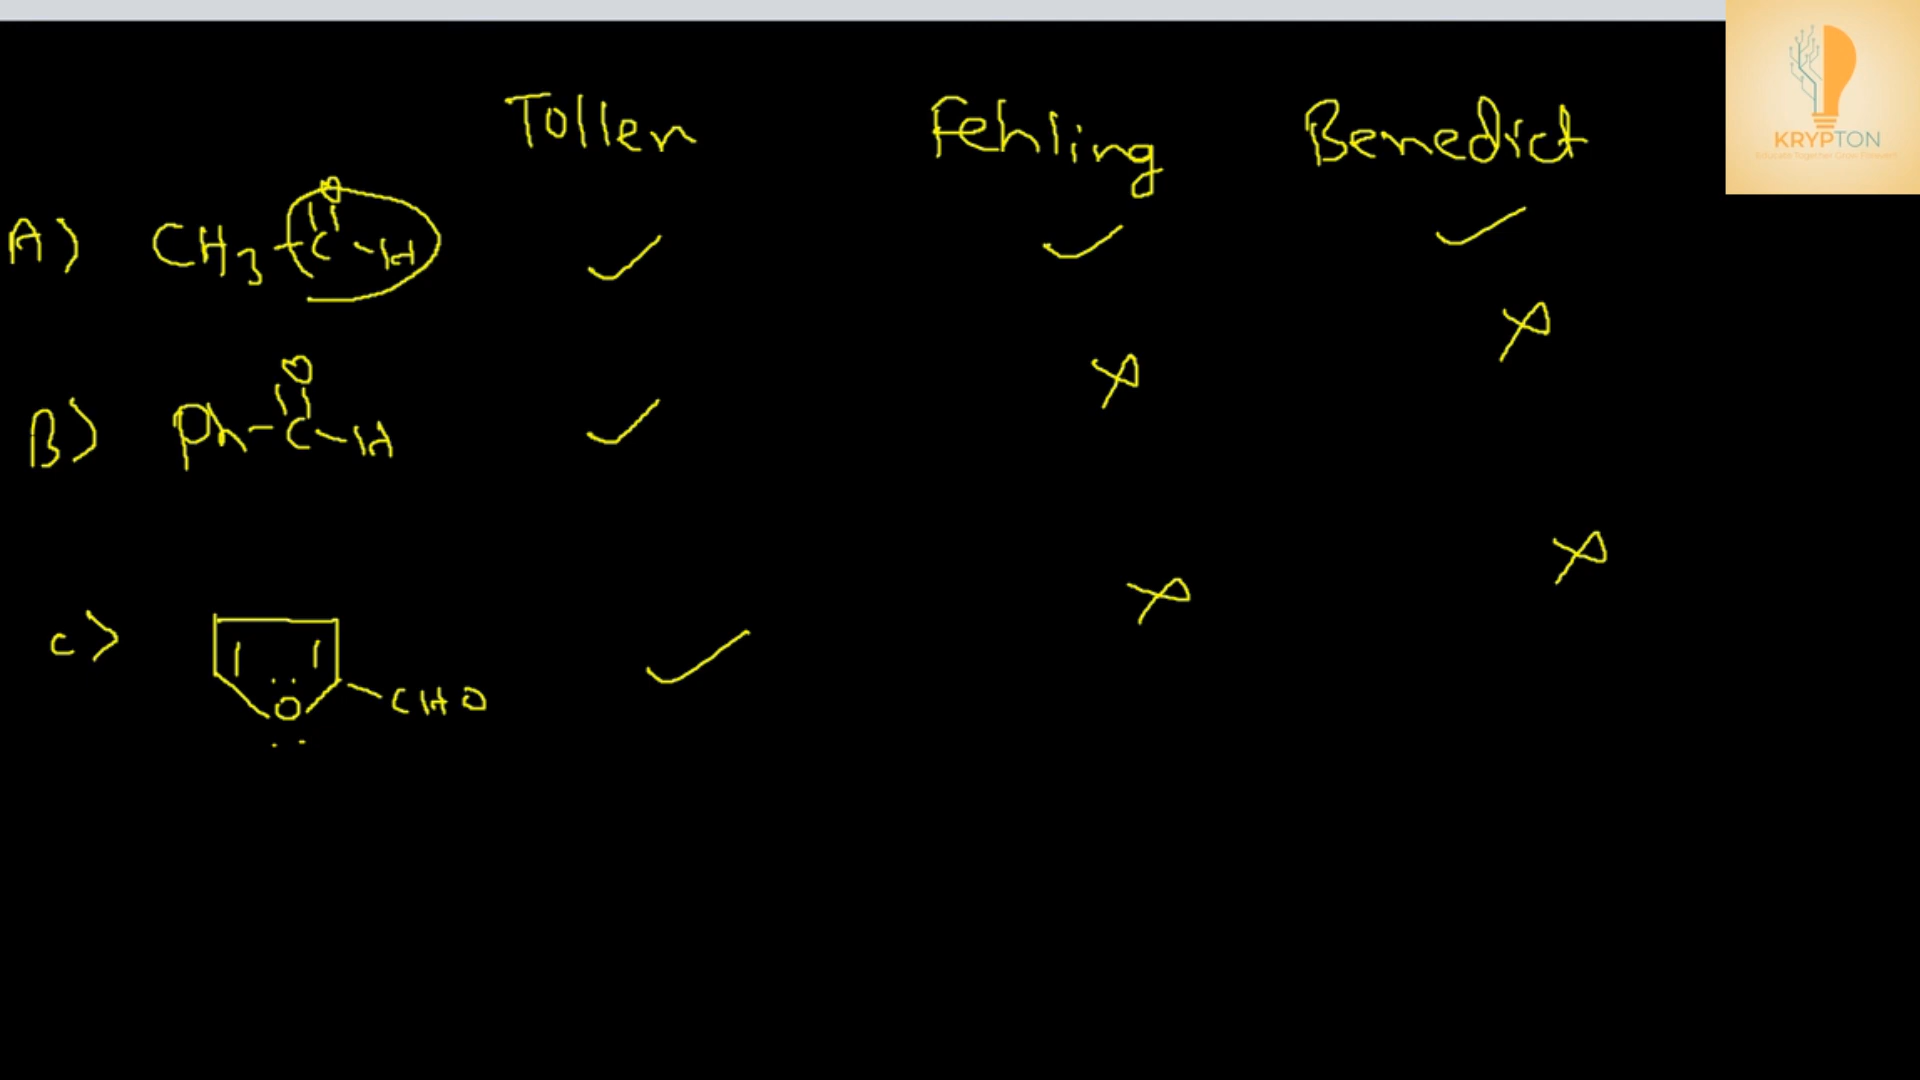 KRYPTON
Tollen Fehling Benedict
A) CH3-C-H ✓ ✓ ✓
O
B) Ph-C-H ✓ ✗ ✗
O
C) O -CHO ✓ ✗ ✗